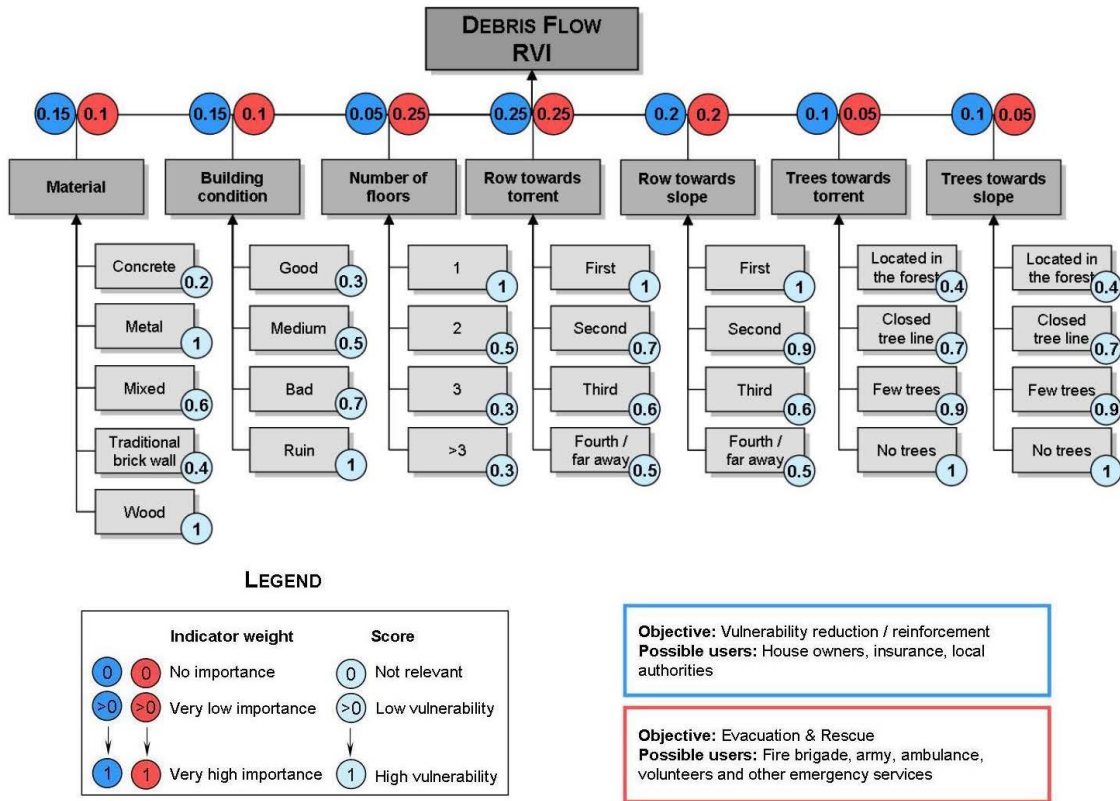 DEBRIS FLOW
RVI
0.15 0.1 0.15 0.1 0.05 0.25 0.25 0.25 0.2 0.2 0.1 0.05 0.1 0.05
Material
Building
condition
Number of
floors
Row towards
torrent
Row towards
slope
Trees towards
torrent
Trees towards
slope
Concrete
0.2
Metal
1
Mixed
0.6
Traditional
brick wall
0.4
Wood
1
Good
0.3
Medium
0.5
Bad
0.7
Ruin
1
1
1
2
0.5
3
0.3
>3
0.3
First
1
Second
0.7
Third
0.6
Fourth /
far away
0.5
First
1
Second
0.9
Third
0.6
Fourth /
far away
0.5
Located in
the forest
0.4
Closed
tree line
0.7
Few trees
0.9
No trees
1
Located in
the forest
0.4
Closed
tree line
0.7
Few trees
0.9
No trees
1
LEGEND
Indicator weight
0 0 No importance
>0 >0 Very low importance
1 1 Very high importance
Score
0 Not relevant
>0 Low vulnerability
1 High vulnerability
Objective: Vulnerability reduction / reinforcement
Possible users: House owners, insurance, local
authorities
Objective: Evacuation & Rescue
Possible users: Fire brigade, army, ambulance,
volunteers and other emergency services